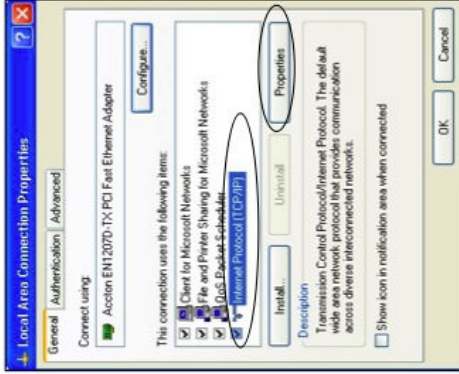 Local Area Connection Properties
General Authentication Advanced
Connect using:
Accton EN1207D-TX PCI Fast Ethernet Adapter
Configure...
This connection uses the following items:
Client for Microsoft Networks
File and Printer Sharing for Microsoft Networks
QoS Packet Scheduler
Internet Protocol (TCP/IP)
Install... Uninstall Properties
Description
Transmission Control Protocol/Internet Protocol. The default
wide area network protocol that provides communication
across diverse interconnected networks.
Show icon in notification area when connected
OK Cancel